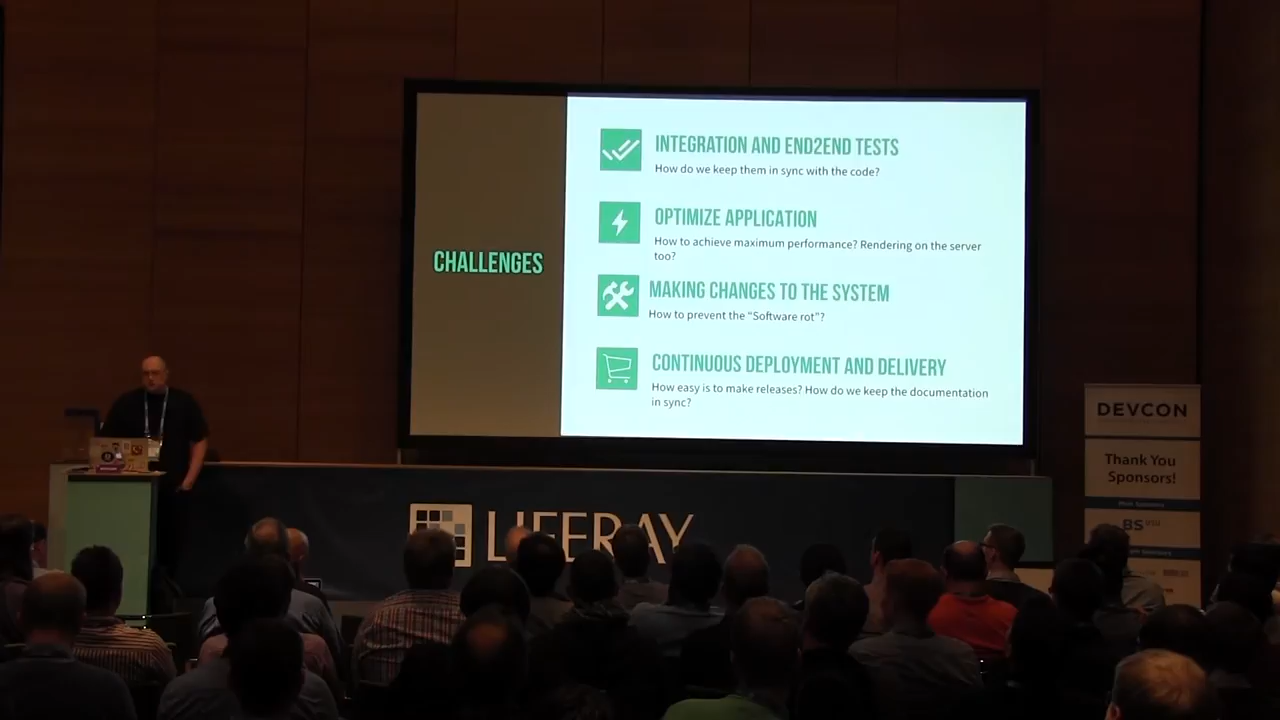 CHALLENGES
INTEGRATION AND END2END TESTS
How do we keep them in sync with the code?
OPTIMIZE APPLICATION
How to achieve maximum performance? Rendering on the server
too?
MAKING CHANGES TO THE SYSTEM
How to prevent the “Software rot”?
CONTINUOUS DEPLOYMENT AND DELIVERY
How easy is to make releases? How do we keep the documentation
in sync?
LIFERAY
DEVCON
Thank You
Sponsors!
BS